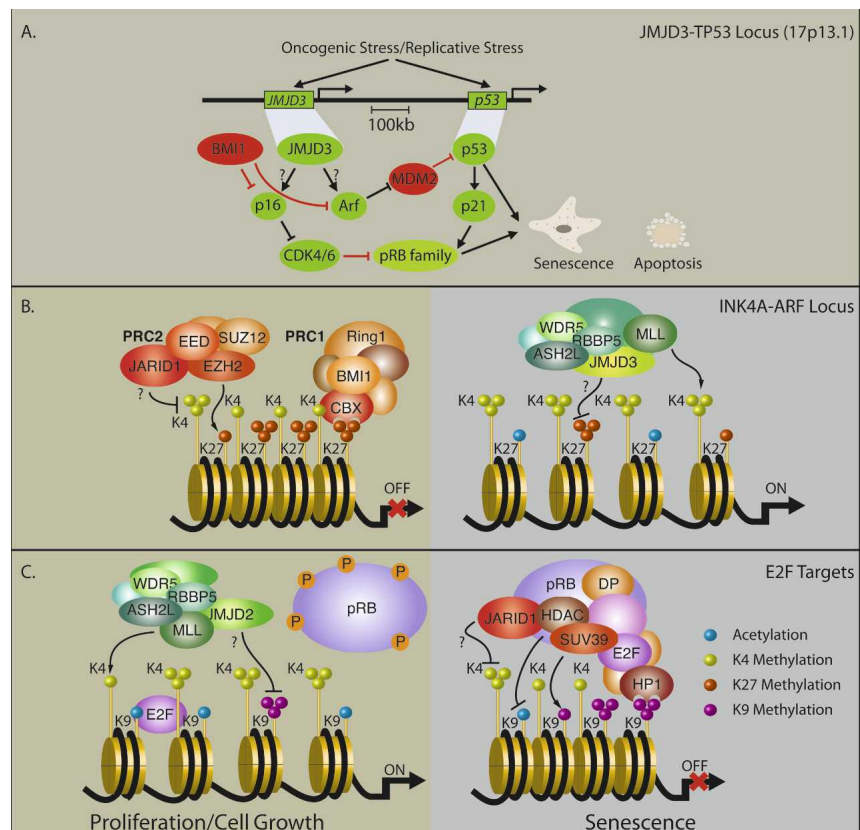 A.
JMJD3-TP53 Locus (17p13.1)
Oncogenic Stress/Replicative Stress
JMJD3
p53
100kb
BMI1
JMJD3
p53
?
?
MDM2
p16
Arf
p21
CDK4/6
pRB family
Senescence
Apoptosis
B.
INK4A-ARF Locus
PRC2
EED
SUZ12
JARID1
EZH2
PRC1
Ring1
BMI1
CBX
?
K4
K4
K4
K4
K27
K27
K27
K27
OFF
WDR5
RBBP5
MLL
ASH2L
JMJD3
?
K4
K4
K4
K4
K27
K27
K27
K27
ON
C.
E2F Targets
WDR5
RBBP5
ASH2L
JMJD2
MLL
?
P
P
P
P
P
pRB
K4
K4
K4
K4
K9
E2F
K9
K9
K9
ON
Proliferation/Cell Growth
pRB
DP
JARID1
HDAC
SUV39
E2F
HP1
?
K4
K4
K4
K4
K9
K9
K9
K9
OFF
Senescence
Acetylation
K4 Methylation
K27 Methylation
K9 Methylation